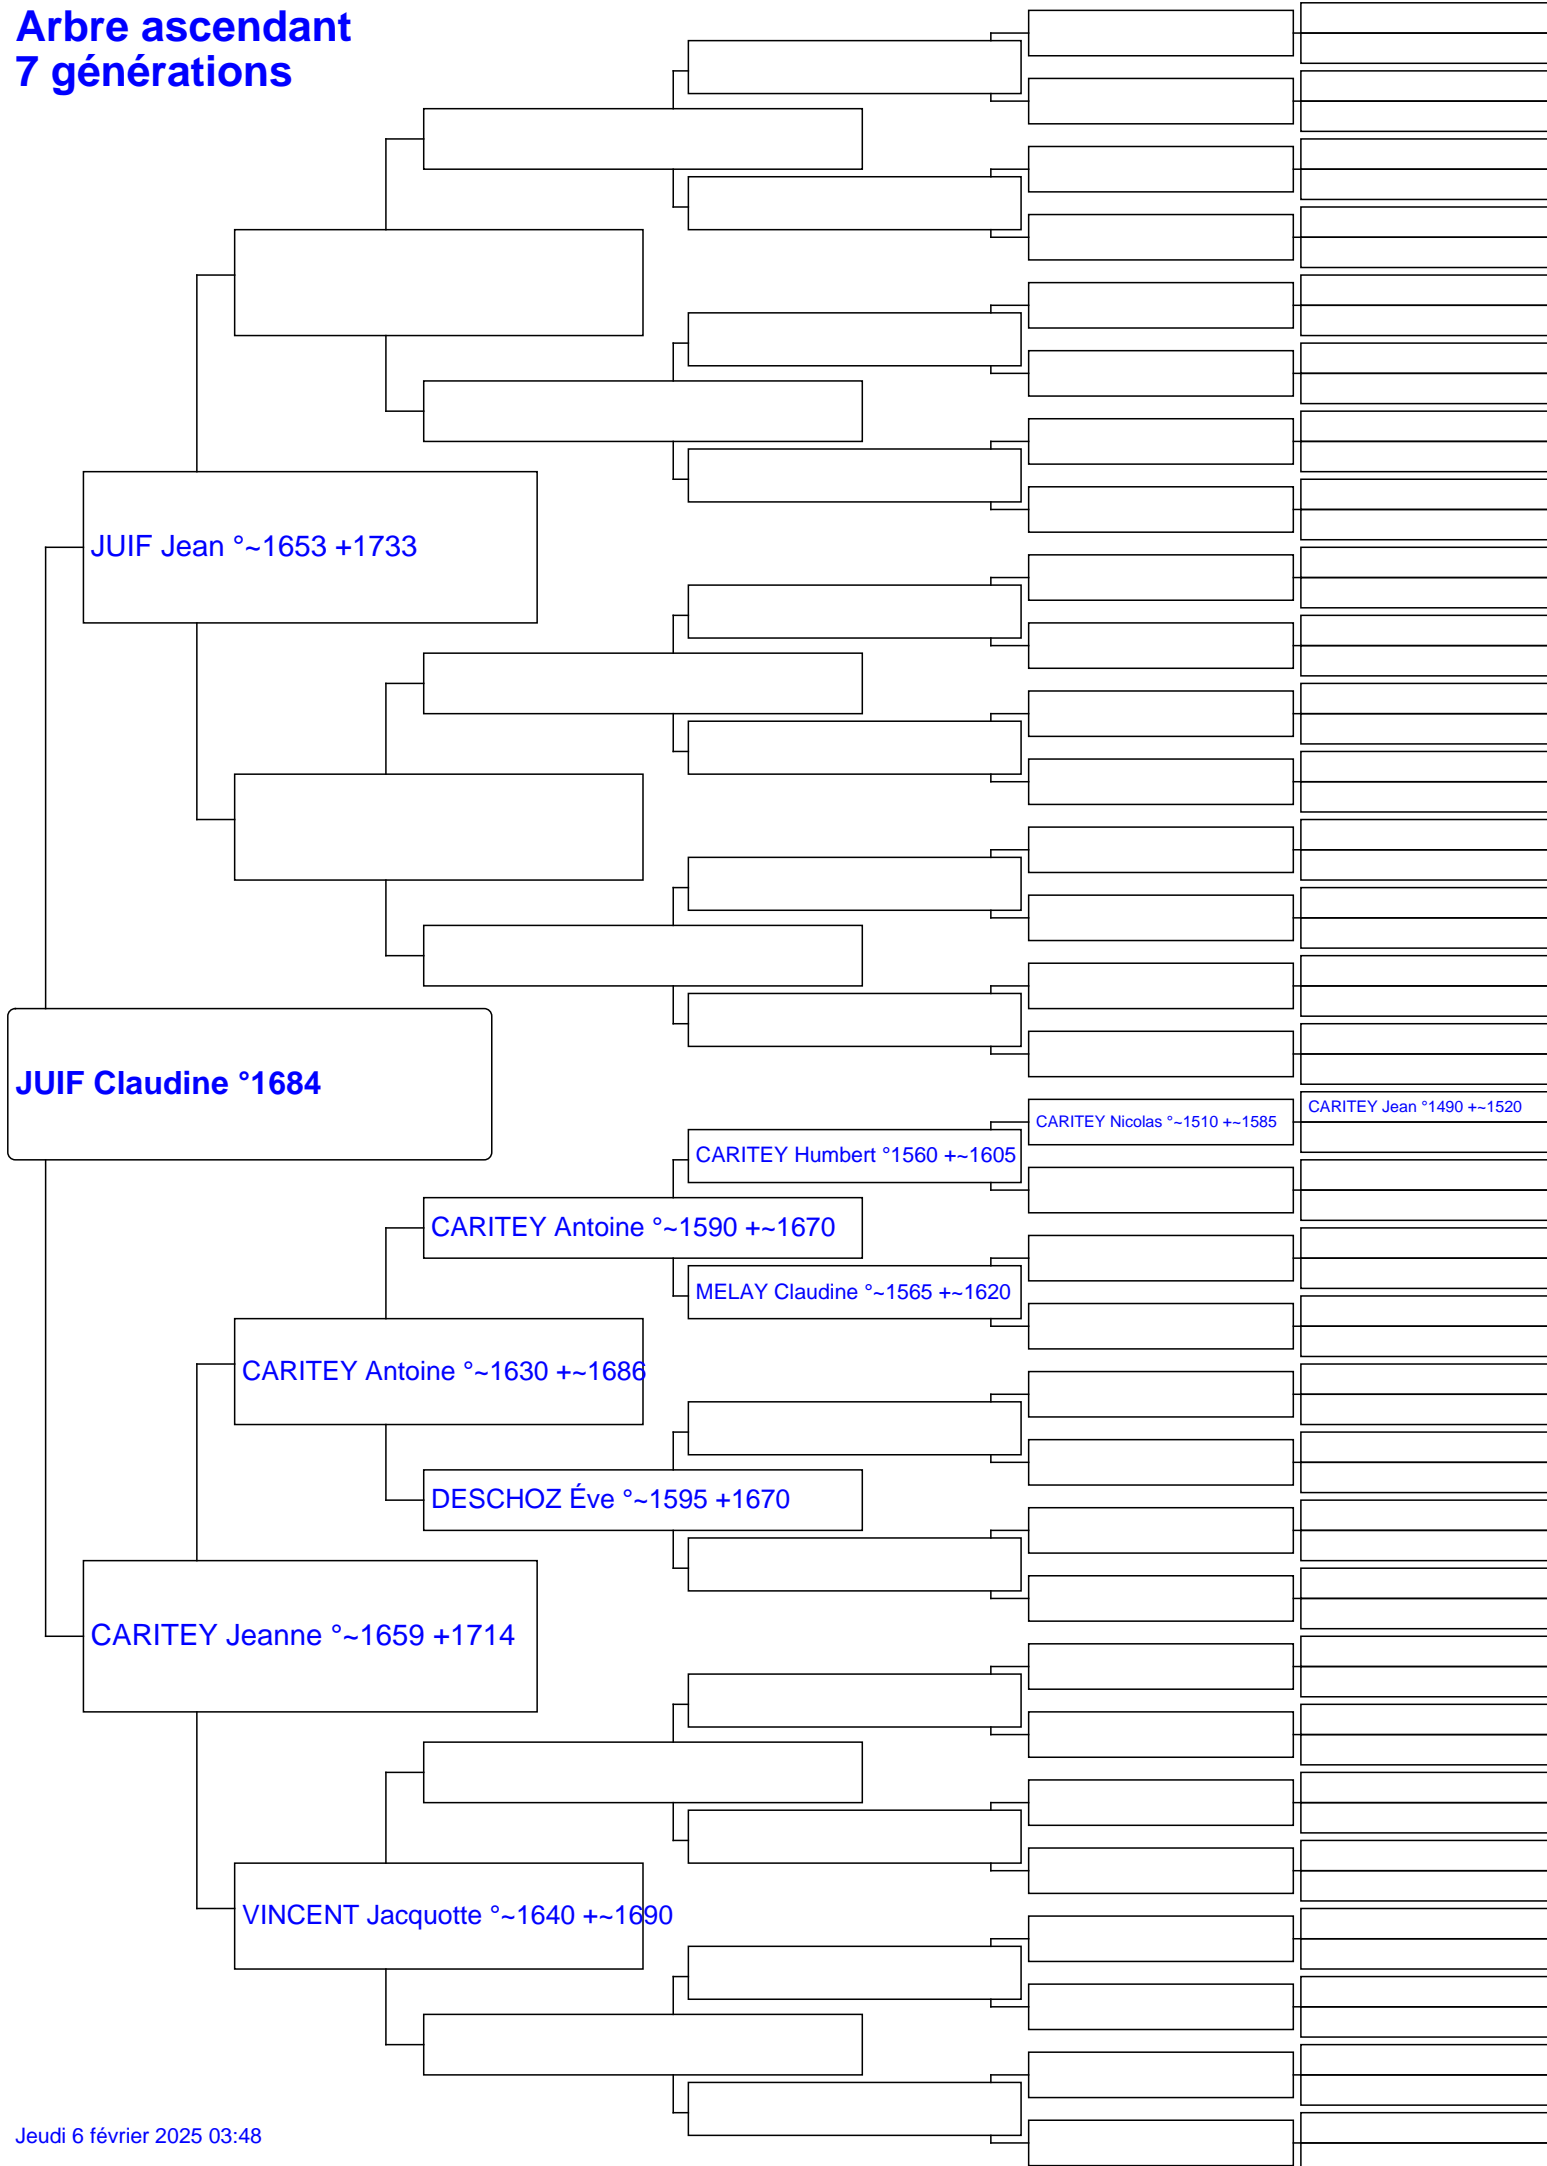 Arbre ascendant
7 générations
JUIF Jean °~1653 +1733
JUIF Claudine °1684
CARITEY Jean °1490 +~1520
CARITEY Nicolas °~1510 +~1585
CARITEY Humbert °1560 +~1605
CARITEY Antoine °~1590 +~1670
MELAY Claudine °~1565 +~1620
CARITEY Antoine °~1630 +~1686
DESCHOZ Éve °~1595 +1670
CARITEY Jeanne °~1659 +1714
VINCENT Jacquotte °~1640 +~1690
Jeudi 6 février 2025 03:48